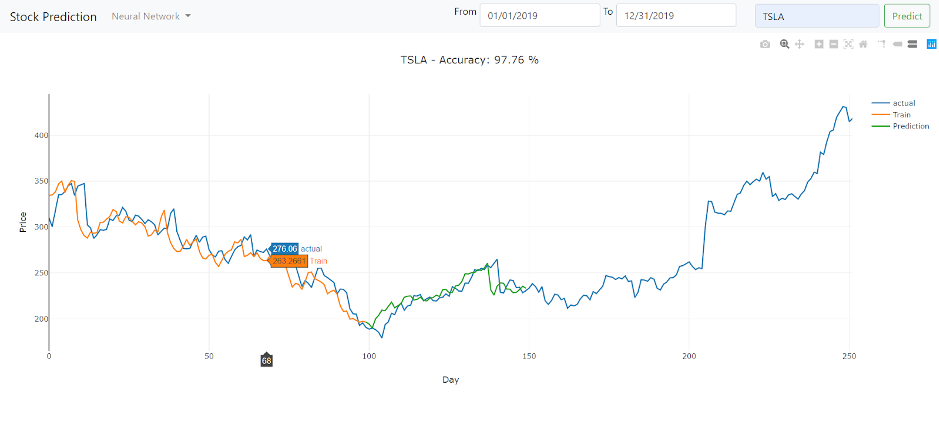 Stock Prediction Neural Network From 01/01/2019 To 12/31/2019 TSLA Predict
TSLA - Accuracy: 97.76 %
actual
Train
Prediction
400
350
300
250
200
Price
276.06 actual
263.2661 Train
0 50 100 150 200 250
68
Day